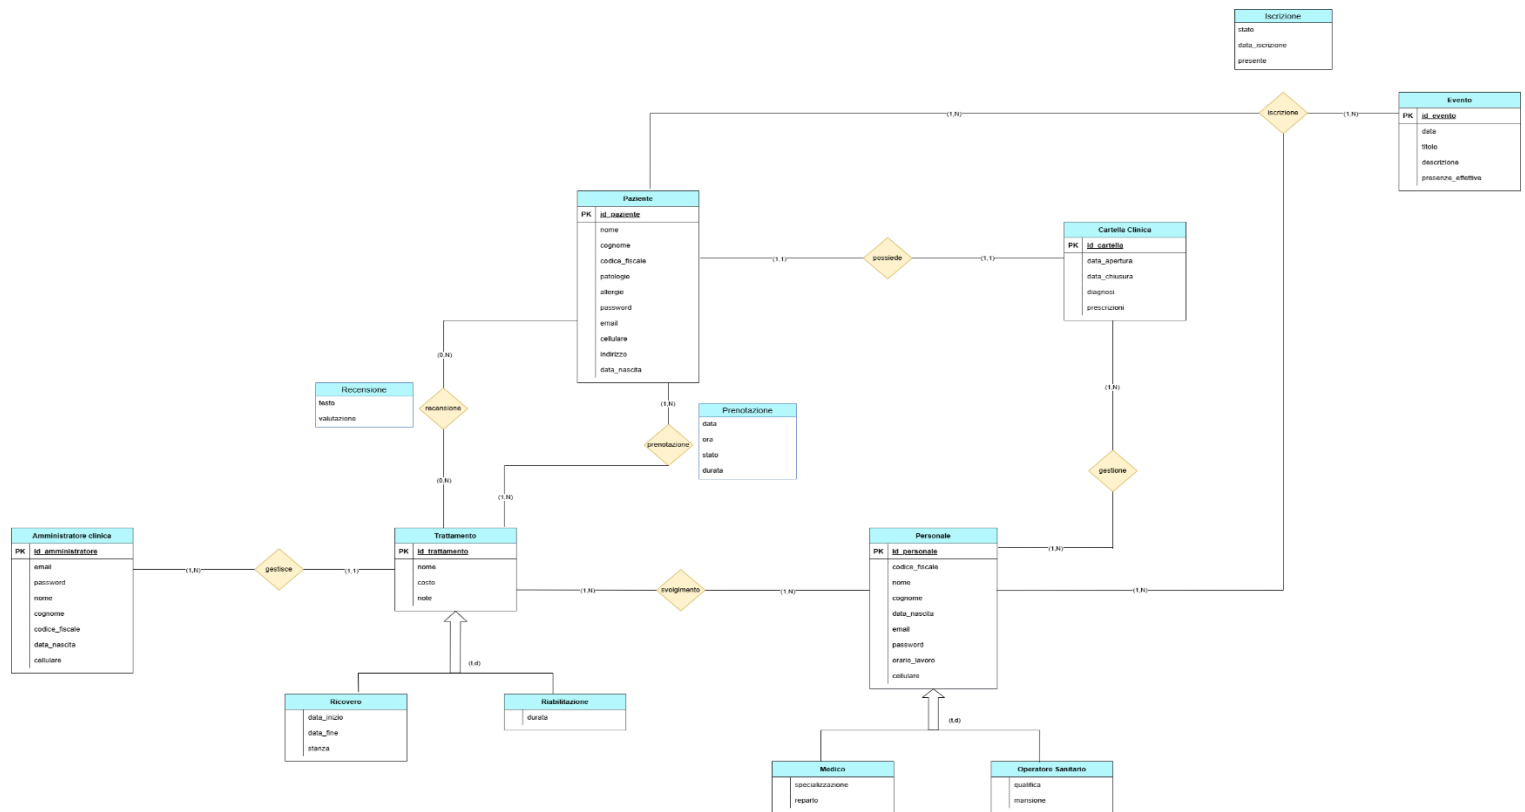 Iscrizione
stato
data_iscrizione
presente
iscrizione
(1,N)
(1,N)
(1,N)
Evento
PK id_evento
data
titolo
descrizione
presenze_effettive
Paziente
PK id_paziente
nome
cognome
codice_fiscale
patologie
allergie
password
email
cellulare
indirizzo
data_nascita
(1,1)
possiede
(1,1)
Cartella Clinica
PK id_cartella
data_apertura
data_chiusura
diagnosi
prescrizioni
(0,N)
Recensione
testo
valutazione
recensione
(0,N)
(1,N)
prenotazione
Prenotazione
data
ora
stato
durata
(1,N)
(1,N)
gestione
(1,N)
Amministratore clinica
PK id_amministratore
email
password
nome
cognome
codice_fiscale
data_nascita
cellulare
(1,N)
gestisce
(1,1)
Trattamento
PK id_trattamento
nome
costo
note
(1,N)
svolgimento
(1,N)
Personale
PK id_personale
codice_fiscale
nome
cognome
data_nascita
email
password
orario_lavoro
cellulare
(t,d)
Ricovero
data_inizio
data_fine
stanza
Riabilitazione
durata
(t,d)
Medico
specializzazione
reparto
Operatore Sanitario
qualifica
mansione